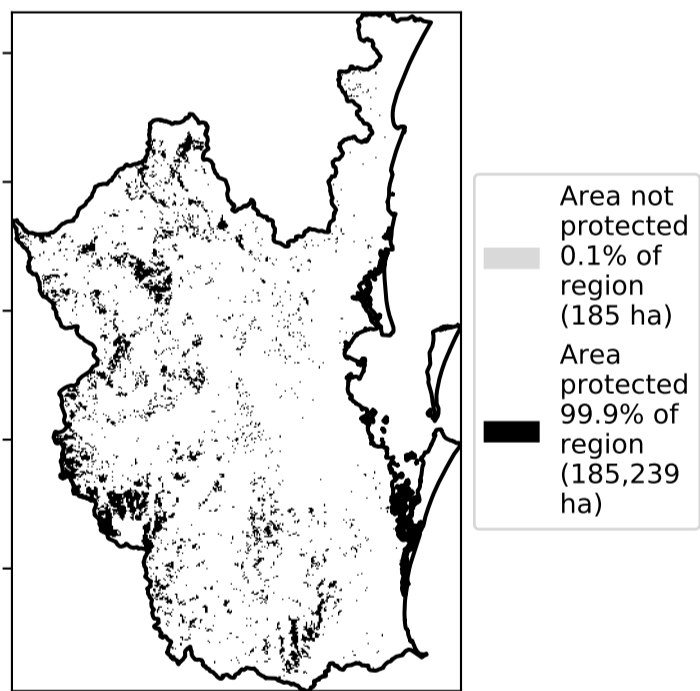 Area not
protected
0.1% of
region
(185 ha)
Area
protected
99.9% of
region
(185,239
ha)